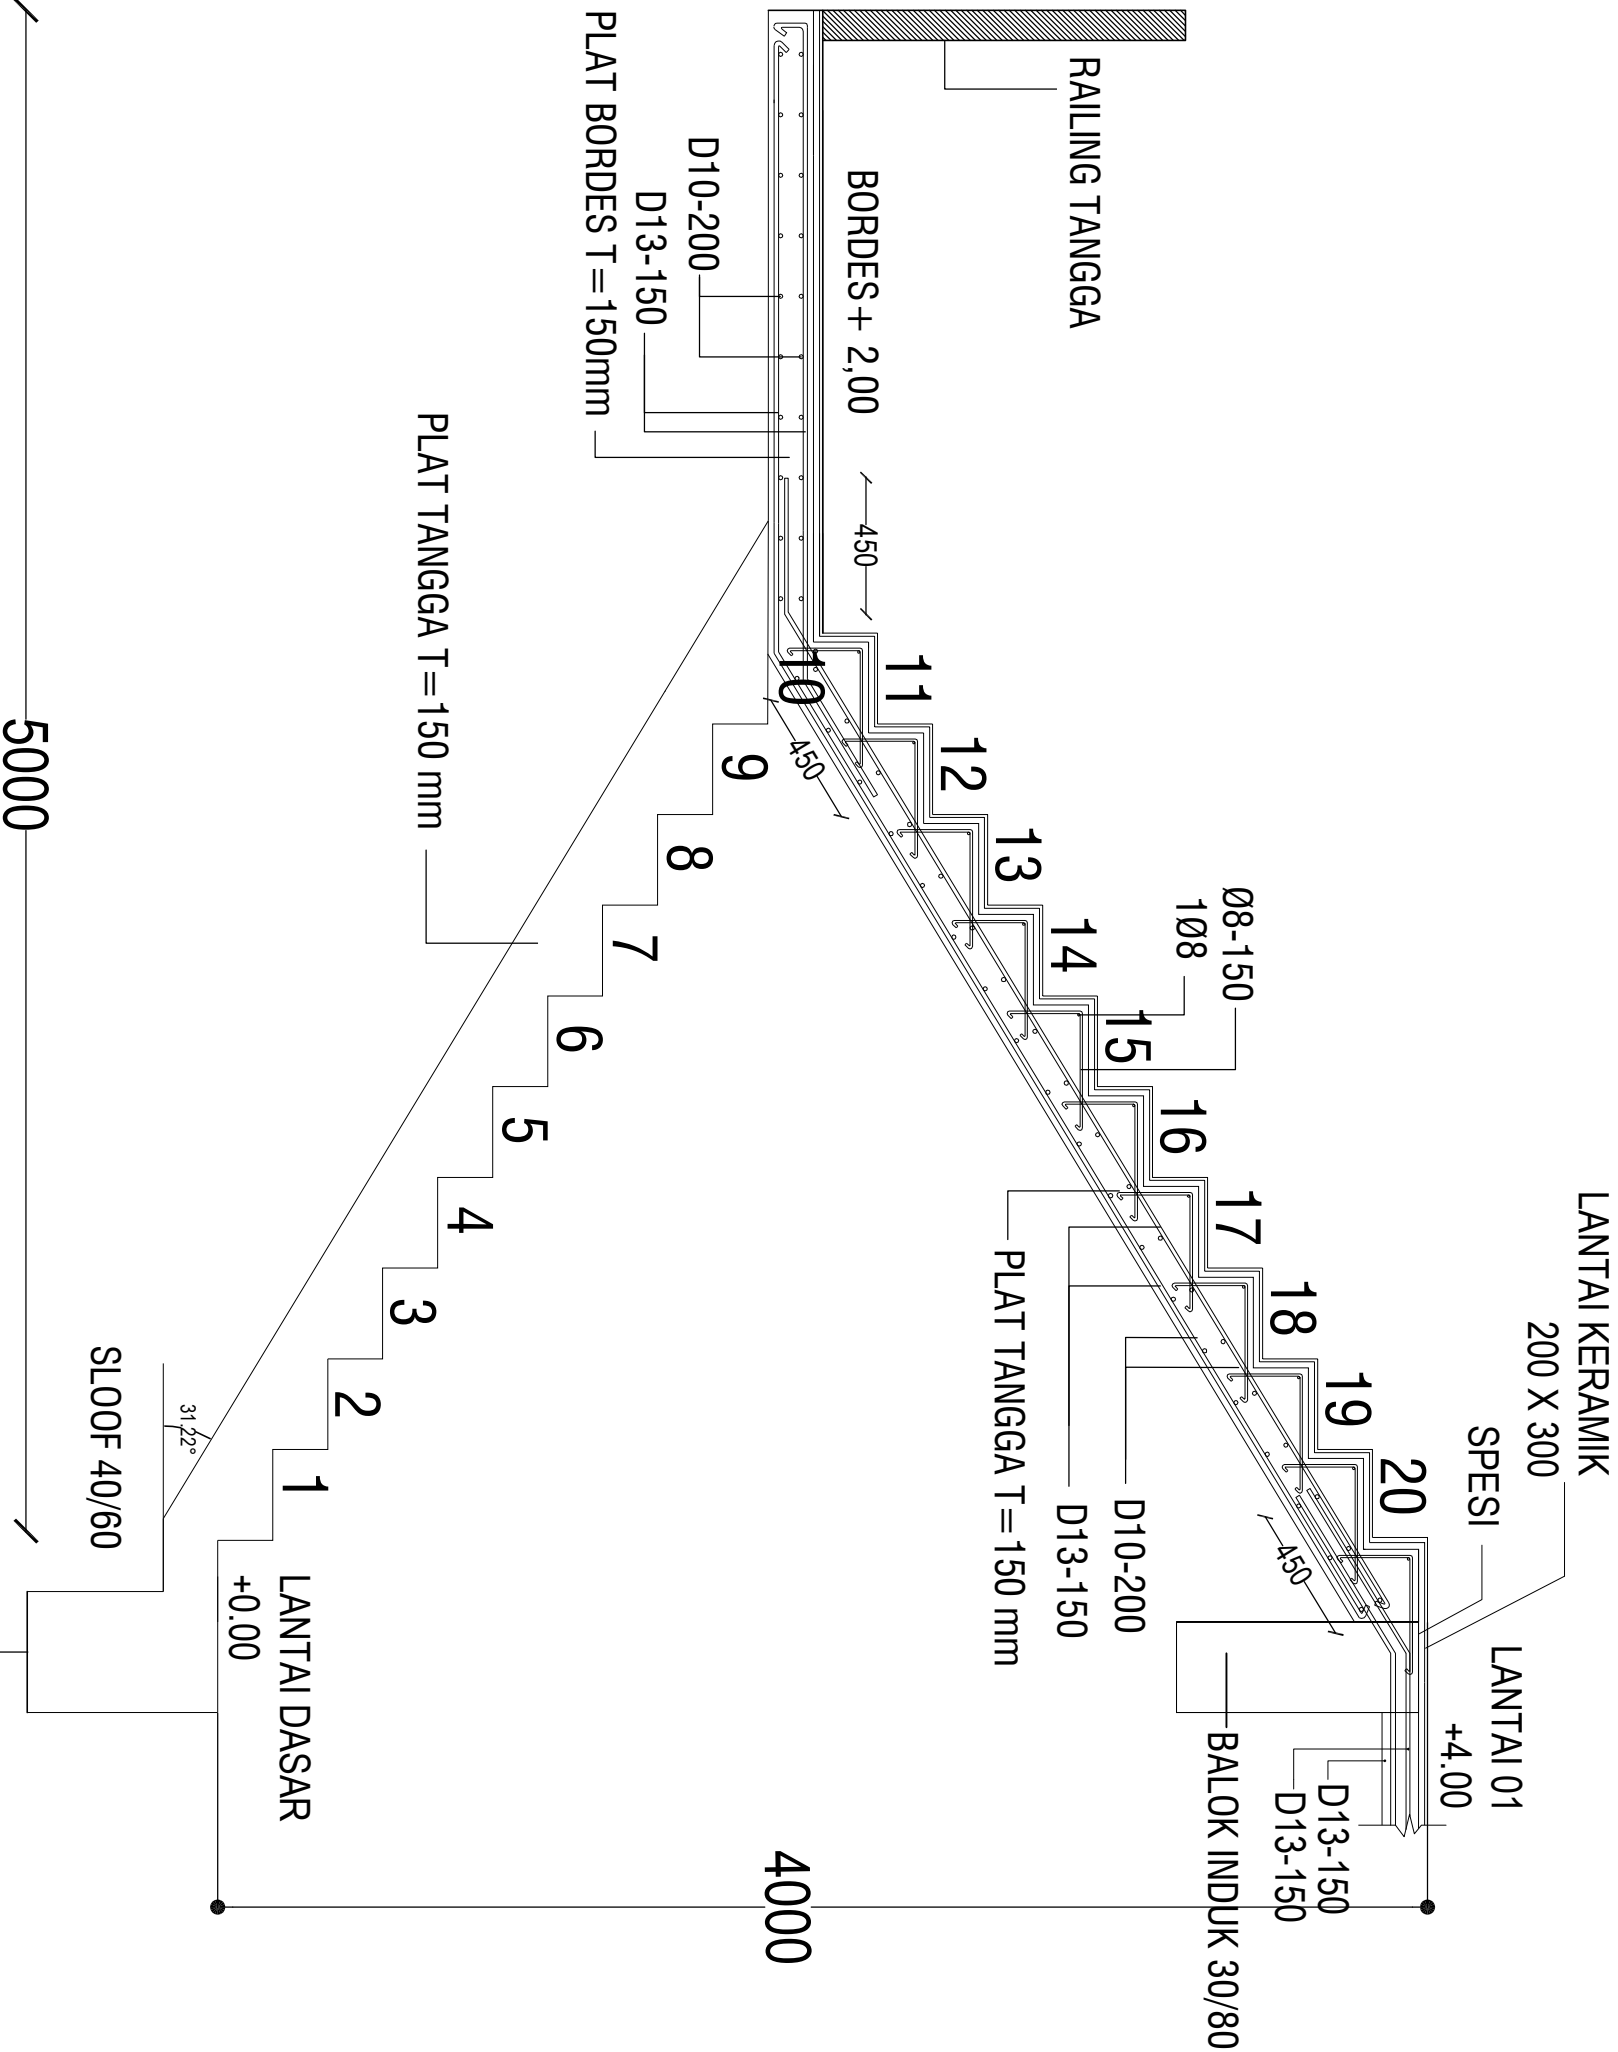 LANTAI KERAMIK
200 X 300
SPESI
LANTAI 01
+4.00
D13-150
D13-150
BALOK INDUK 30/80
Ø8-150
1Ø8
RAILING TANGGA
BORDES + 2,00
450
11
12
13
14
15
16
17
18
19
20
450
D10-200
D13-150
PLAT TANGGA T=150 mm
10
450
D10-200
D13-150
PLAT BORDES T=150mm
9
8
7
6
5
4
3
2
1
PLAT TANGGA T=150 mm
LANTAI DASAR
+0.00
31.22°
SLOOF 40/60
4000
5000